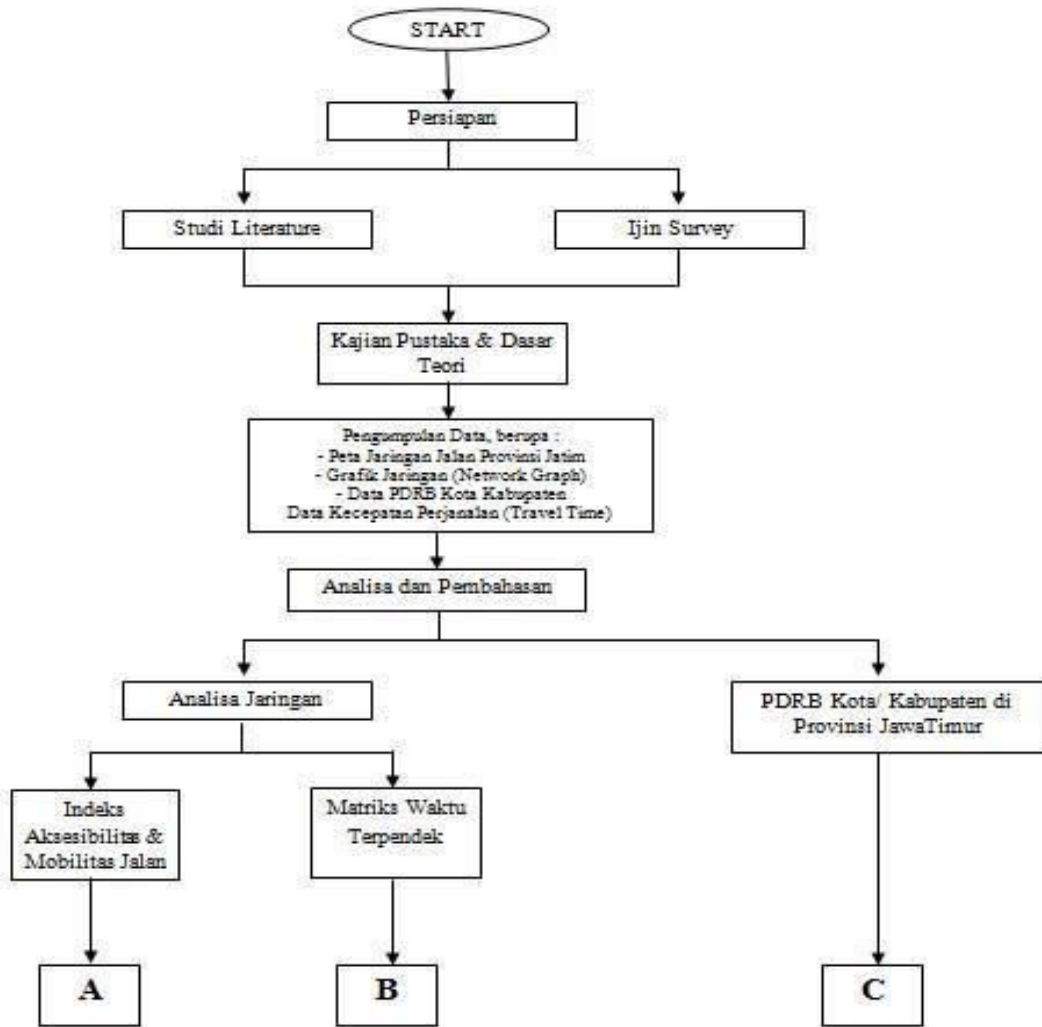 START
Persiapan
Studi Literature
Ijin Survey
Kajian Pustaka & Dasar
Teori
Pengumpulan Data, berupa :
- Peta Jaringan Jalan Provinsi Jatim
- Grafik Jaringan (Network Graph)
- Data PDRB Kota Kabupaten
Data Kecepatan Perjanalan (Travel Time)
Analisa dan Pembahasan
Analisa Jaringan
PDRB Kota/ Kabupaten di
Provinsi JawaTimur
Indeks
Aksesibilitas &
Mobilitas Jalan
Matriks Waktu
Terpendek
A
B
C